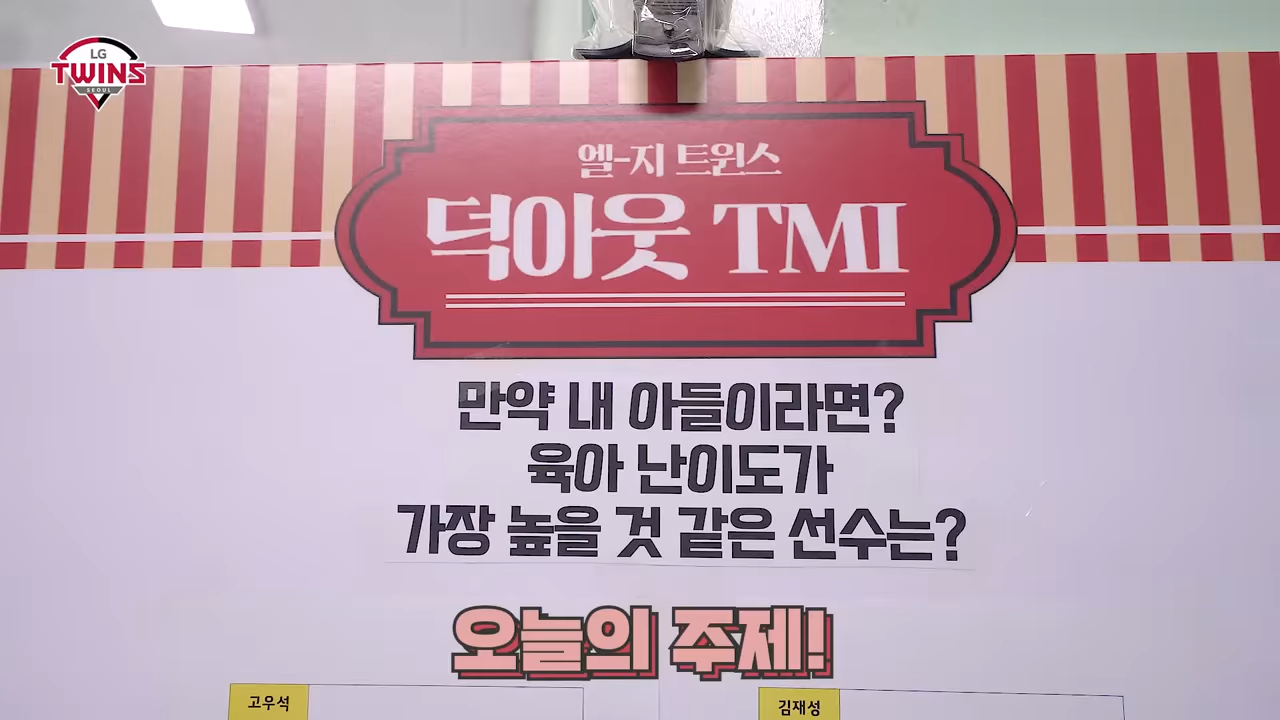 LG
TWINS
SEOUL
엘-지 트윈스
덕아웃 TMI
만약 내 아들이라면?
육아 난이도가
가장 높을 것 같은 선수는?
오늘의 주제!
고우석
김재성